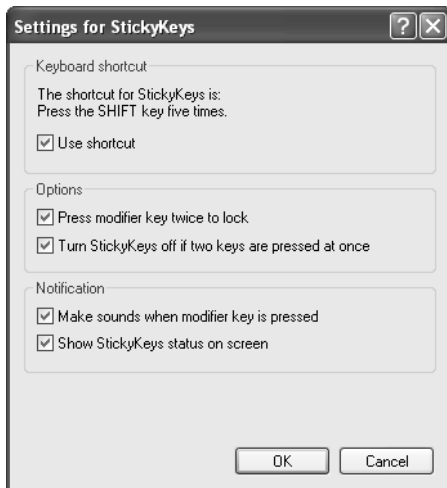 Settings for StickyKeys
Keyboard shortcut
The shortcut for StickyKeys is:
Press the SHIFT key five times.
Use shortcut
Options
Press modifier key twice to lock
Turn StickyKeys off if two keys are pressed at once
Notification
Make sounds when modifier key is pressed
Show StickyKeys status on screen
OK Cancel